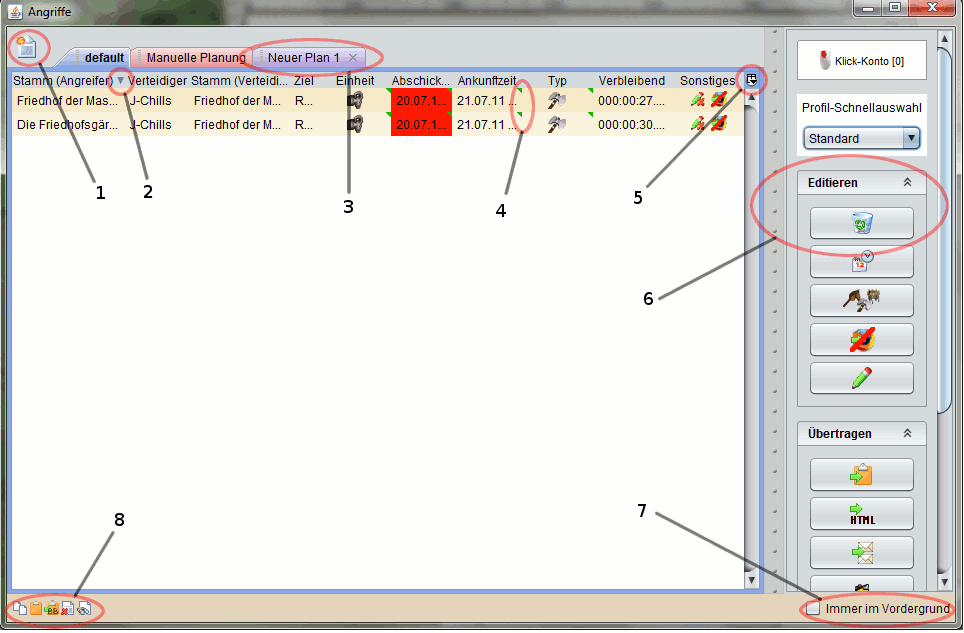 Angriffe
default
Manuelle Planung
Neuer Plan 1
Stamm (Angreifer) Verteidiger Stamm (Verteidi... Ziel Einheit Abschick... Ankunftzeit Typ Verbleibend Sonstiges
Friedhof der Mas... J-Chills Friedhof der M... R... 20.07.1... 21.07.11 ... 000:00:27....
Die Friedhofsgär... J-Chills Friedhof der M... R... 20.07.1... 21.07.11 ... 000:00:30....
Klick-Konto [0]
Profil-Schnellauswahl
Standard
Editieren
12
Übertragen
HTML
BB
Immer im Vordergrund
1
2
3
4
5
6
7
8